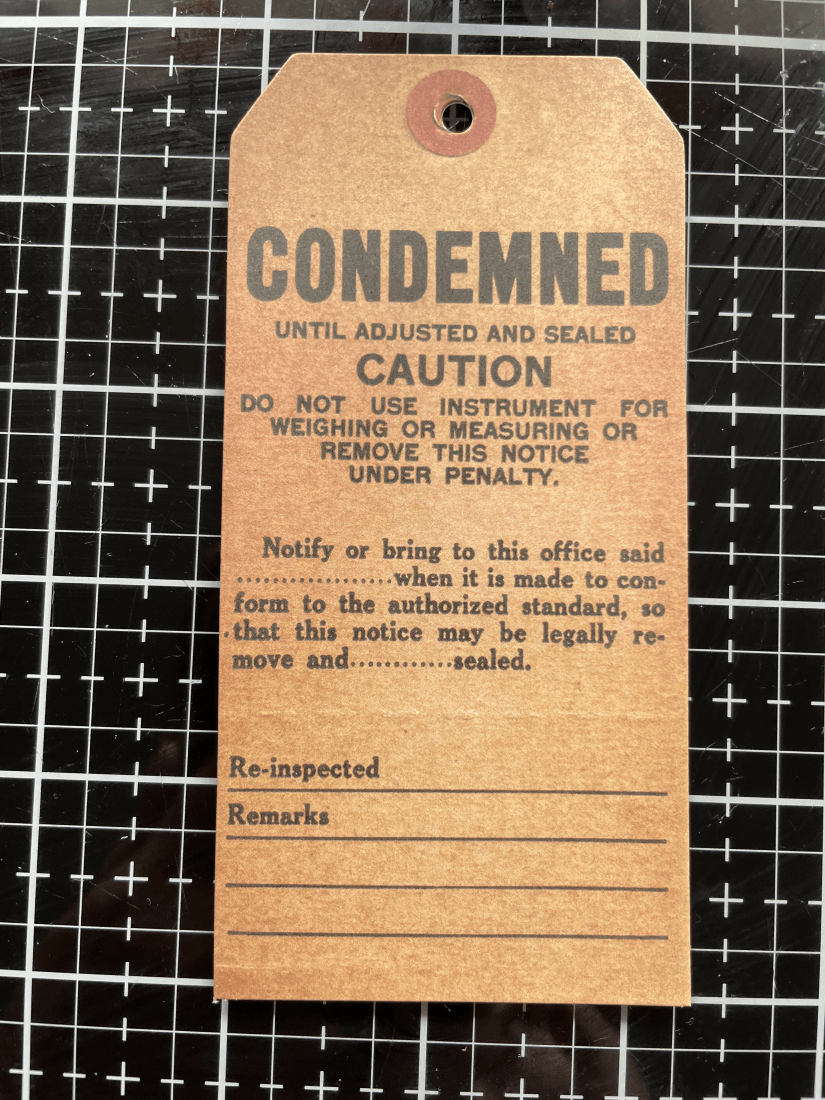 CONDEMNED
UNTIL ADJUSTED AND SEALED
CAUTION
DO NOT USE INSTRUMENT FOR
WEIGHING OR MEASURING OR
REMOVE THIS NOTICE
UNDER PENALTY.
Notify or bring to this office said
...................when it is made to con-
form to the authorized standard, so
that this notice may be legally re-
move and............sealed.
Re-inspected
Remarks